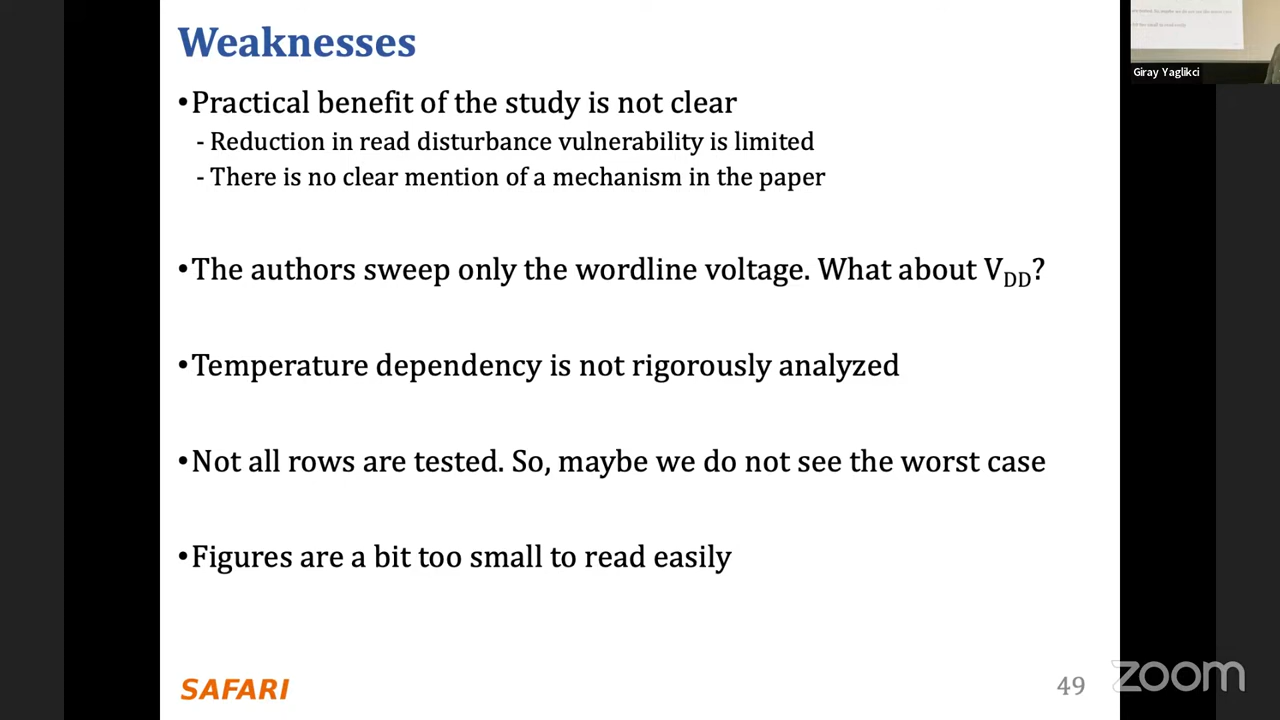 Weaknesses
•Practical benefit of the study is not clear
- Reduction in read disturbance vulnerability is limited
- There is no clear mention of a mechanism in the paper
•The authors sweep only the wordline voltage. What about VDD?
•Temperature dependency is not rigorously analyzed
•Not all rows are tested. So, maybe we do not see the worst case
•Figures are a bit too small to read easily
SAFARI
49
Giray Yaglikci
zoom